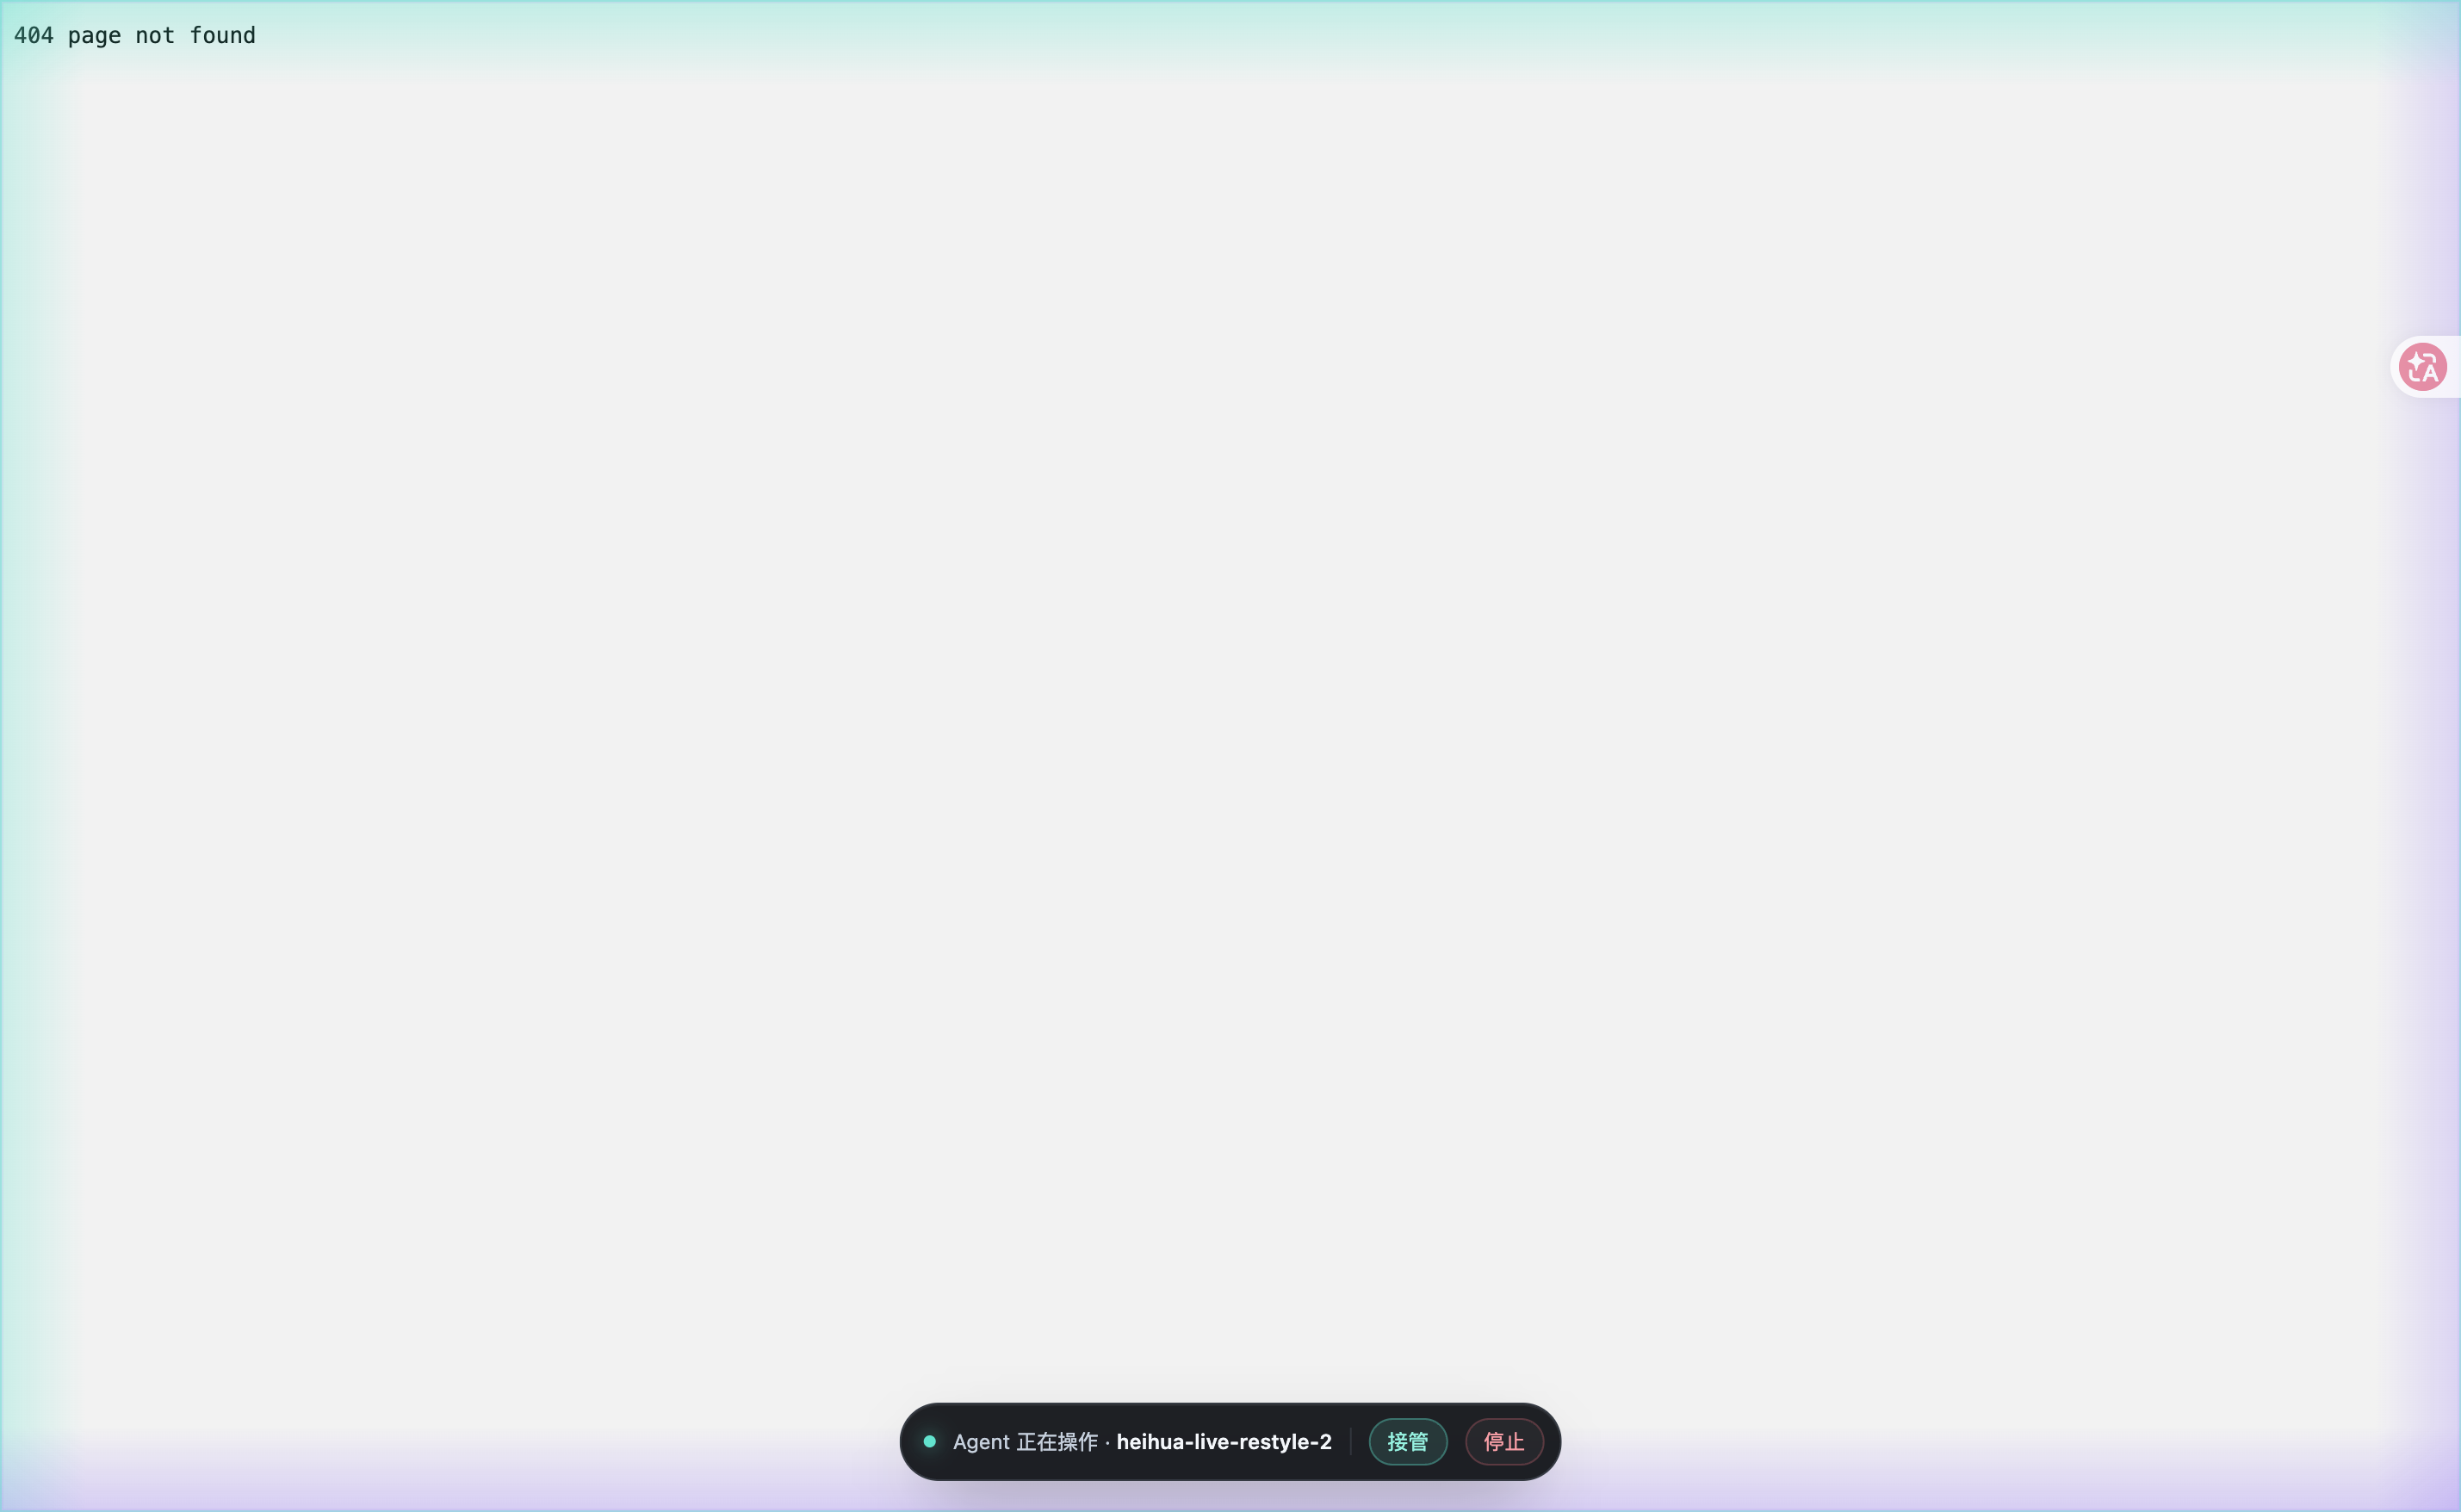 404 page not found
Agent 正在操作 · heihua-live-restyle-2 接管 停止